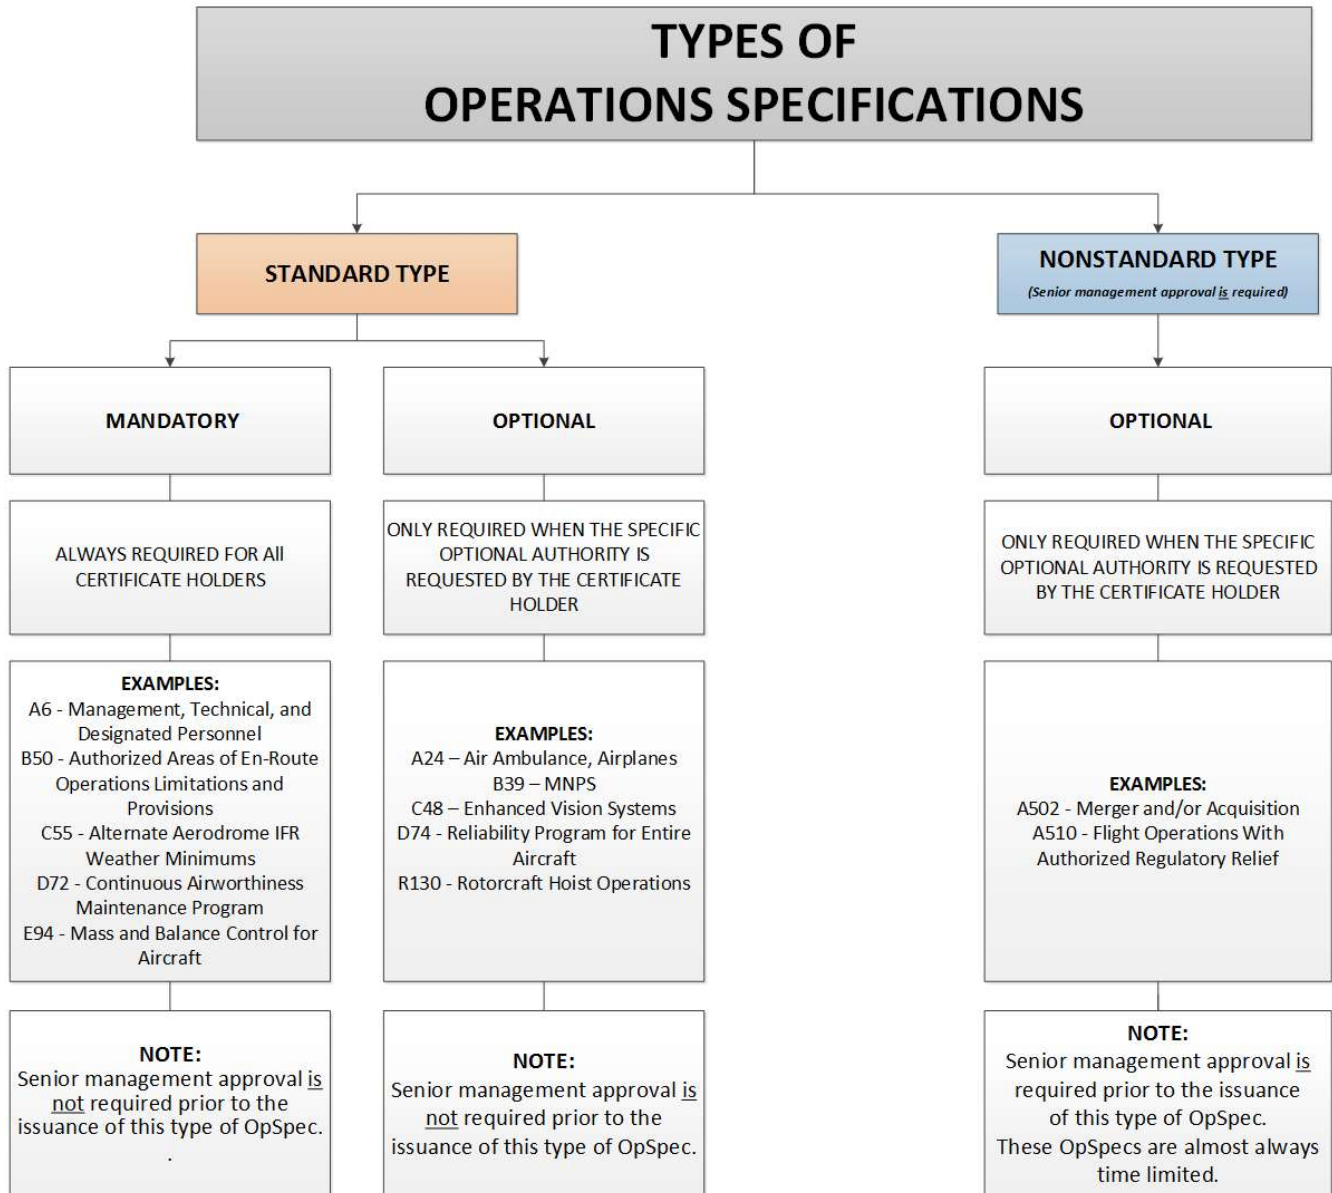 TYPES OF
OPERATIONS SPECIFICATIONS
STANDARD TYPE
NONSTANDARD TYPE
(Senior management approval is required)
MANDATORY
OPTIONAL
OPTIONAL
ALWAYS REQUIRED FOR All
CERTIFICATE HOLDERS
ONLY REQUIRED WHEN THE SPECIFIC
OPTIONAL AUTHORITY IS
REQUESTED BY THE CERTIFICATE
HOLDER
ONLY REQUIRED WHEN THE SPECIFIC
OPTIONAL AUTHORITY IS REQUESTED
BY THE CERTIFICATE HOLDER
EXAMPLES:
A6 - Management, Technical, and
Designated Personnel
B50 - Authorized Areas of En-Route
Operations Limitations and
Provisions
C55 - Alternate Aerodrome IFR
Weather Minimums
D72 - Continuous Airworthiness
Maintenance Program
E94 - Mass and Balance Control for
Aircraft
EXAMPLES:
A24 – Air Ambulance, Airplanes
B39 – MNPS
C48 – Enhanced Vision Systems
D74 - Reliability Program for Entire
Aircraft
R130 - Rotorcraft Hoist Operations
EXAMPLES:
A502 - Merger and/or Acquisition
A510 - Flight Operations With
Authorized Regulatory Relief
NOTE:
Senior management approval is
not required prior to the
issuance of this type of OpSpec.
.
NOTE:
Senior management approval is
not required prior to the
issuance of this type of OpSpec.
NOTE:
Senior management approval is
required prior to the issuance
of this type of OpSpec.
These OpSpecs are almost always
time limited.